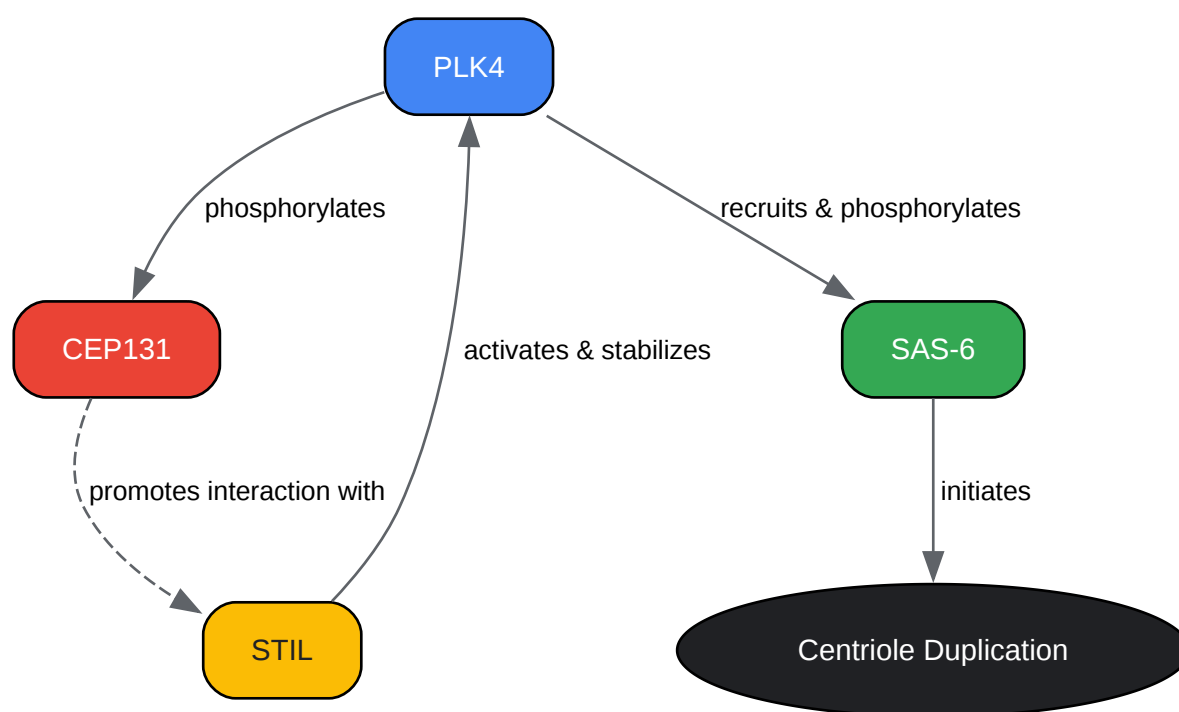 PLK4
phosphorylates
recruits & phosphorylates
CEP131
activates & stabilizes
SAS-6
promotes interaction with
initiates
STIL
Centriole Duplication